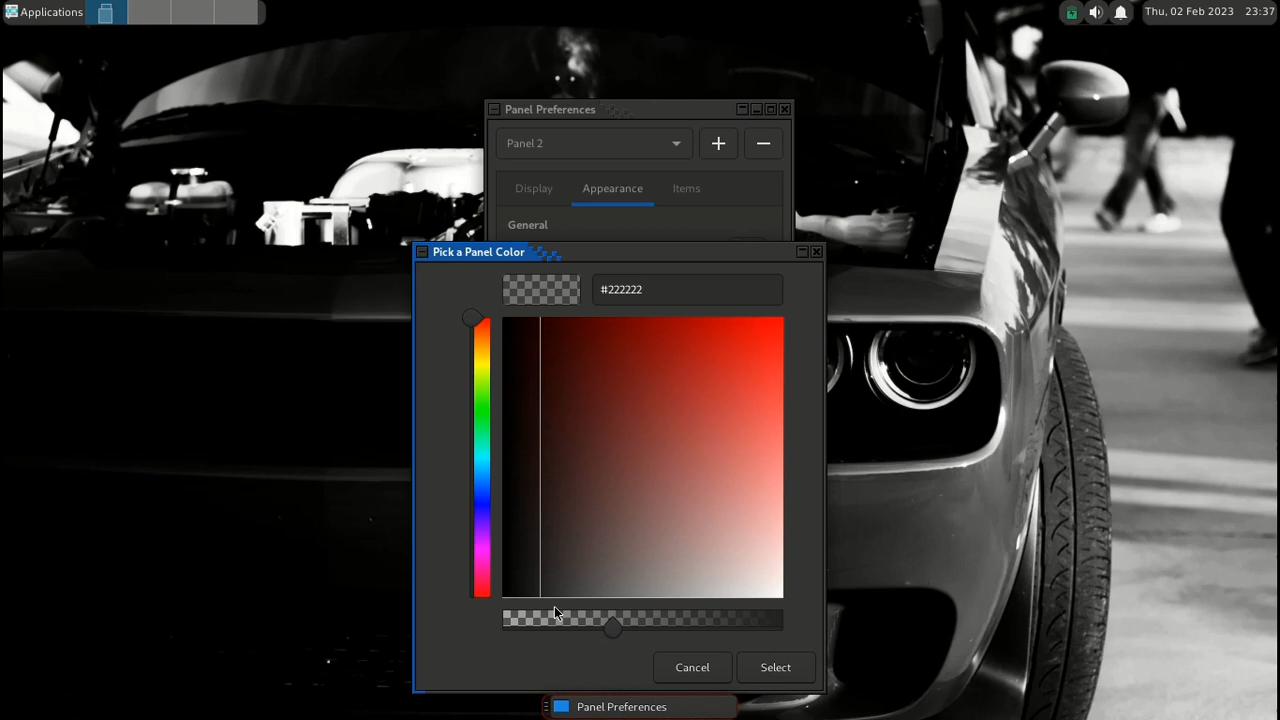 Applications
Thu, 02 Feb 2023 23:37
Panel Preferences
Panel 2
Display Appearance Items
General
Pick a Panel Color
#222222
Cancel Select
Panel Preferences